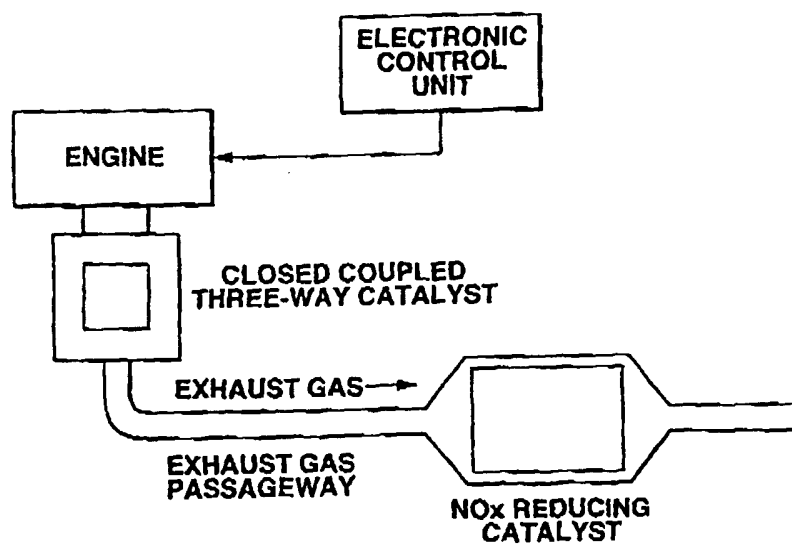 ELECTRONIC
CONTROL
UNIT
ENGINE
CLOSED COUPLED
THREE-WAY CATALYST
EXHAUST GAS
EXHAUST GAS
PASSAGEWAY
NOx REDUCING
CATALYST